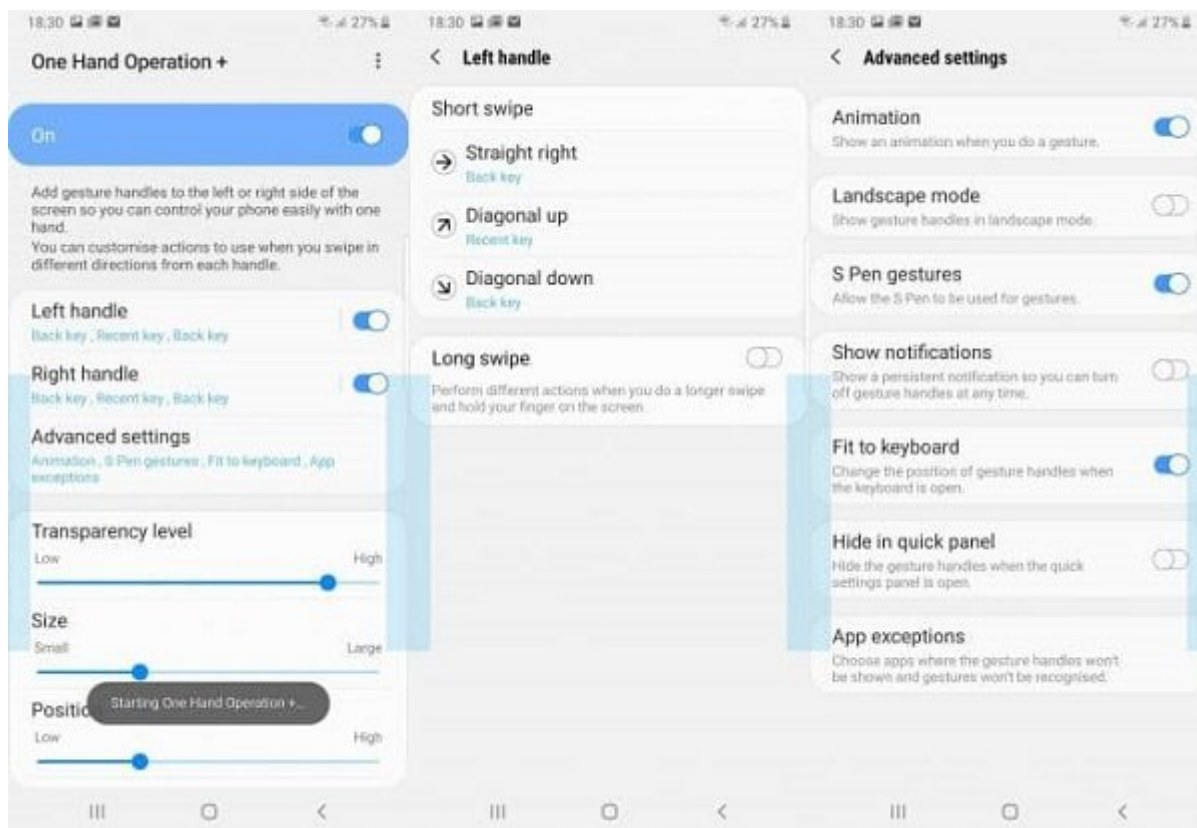 18:30
27%
One Hand Operation +
On
Add gesture handles to the left or right side of the
screen so you can control your phone easily with one
hand.
You can customise actions to use when you swipe in
different directions from each handle.
Left handle
Back key , Recent key , Back key
Right handle
Back key , Recent key , Back key
Advanced settings
Animation , S Pen gestures , Fit to keyboard , App
exceptions
Transparency level
Low High
Size
Small Large
Starting One Hand Operation +...
Positio
Low High
18:30
27%
Left handle
Short swipe
Straight right
Back key
Diagonal up
Recent key
Diagonal down
Back key
Long swipe
Perform different actions when you do a longer swipe
and hold your finger on the screen.
18:30
27%
Advanced settings
Animation
Show an animation when you do a gesture.
Landscape mode
Show gesture handles in landscape mode.
S Pen gestures
Allow the S Pen to be used for gestures.
Show notifications
Show a persistent notification so you can turn
off gesture handles at any time.
Fit to keyboard
Change the position of gesture handles when
the keyboard is open.
Hide in quick panel
Hide the gesture handles when the quick
settings panel is open.
App exceptions
Choose apps where the gesture handles won't
be shown and gestures won't be recognised.